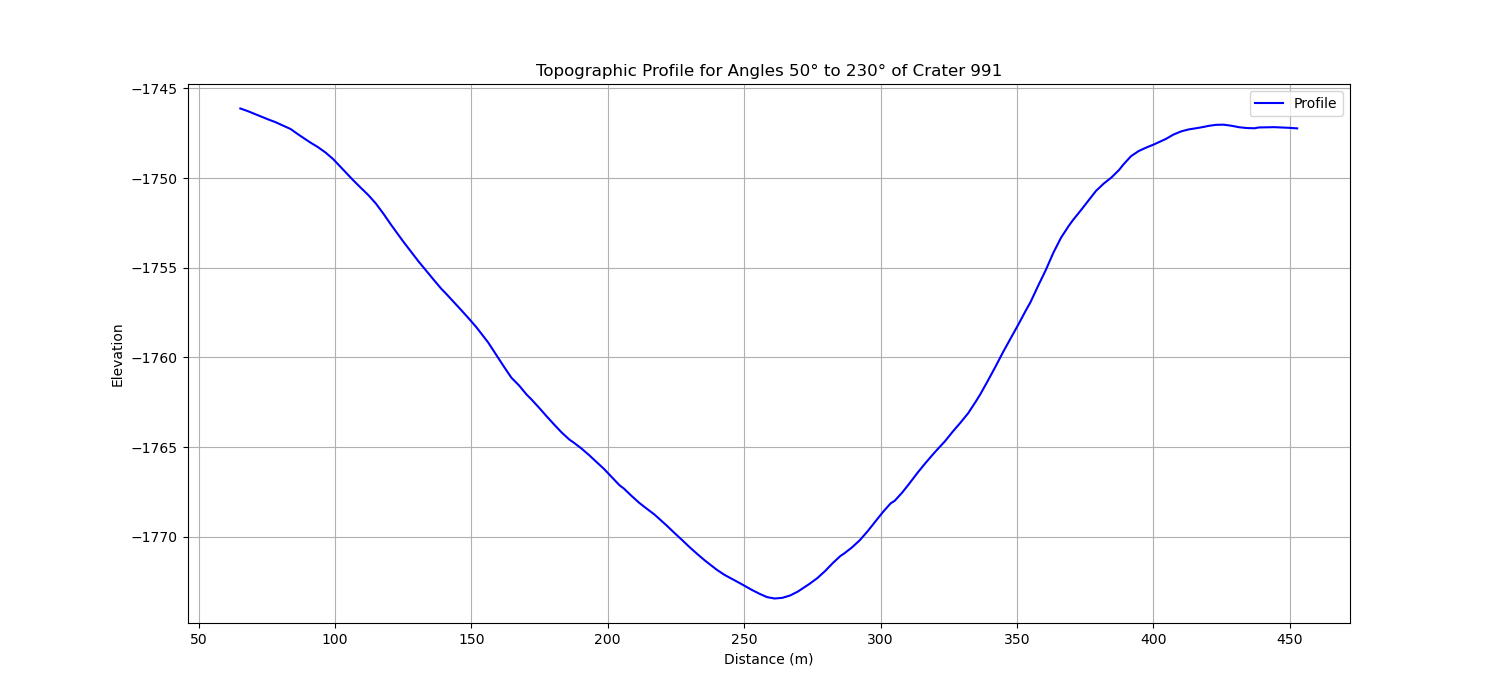 Topographic Profile for Angles 50° to 230° of Crater 991
Profile
Elevation
−1745
−1750
−1755
−1760
−1765
−1770
50 100 150 200 250 300 350 400 450
Distance (m)